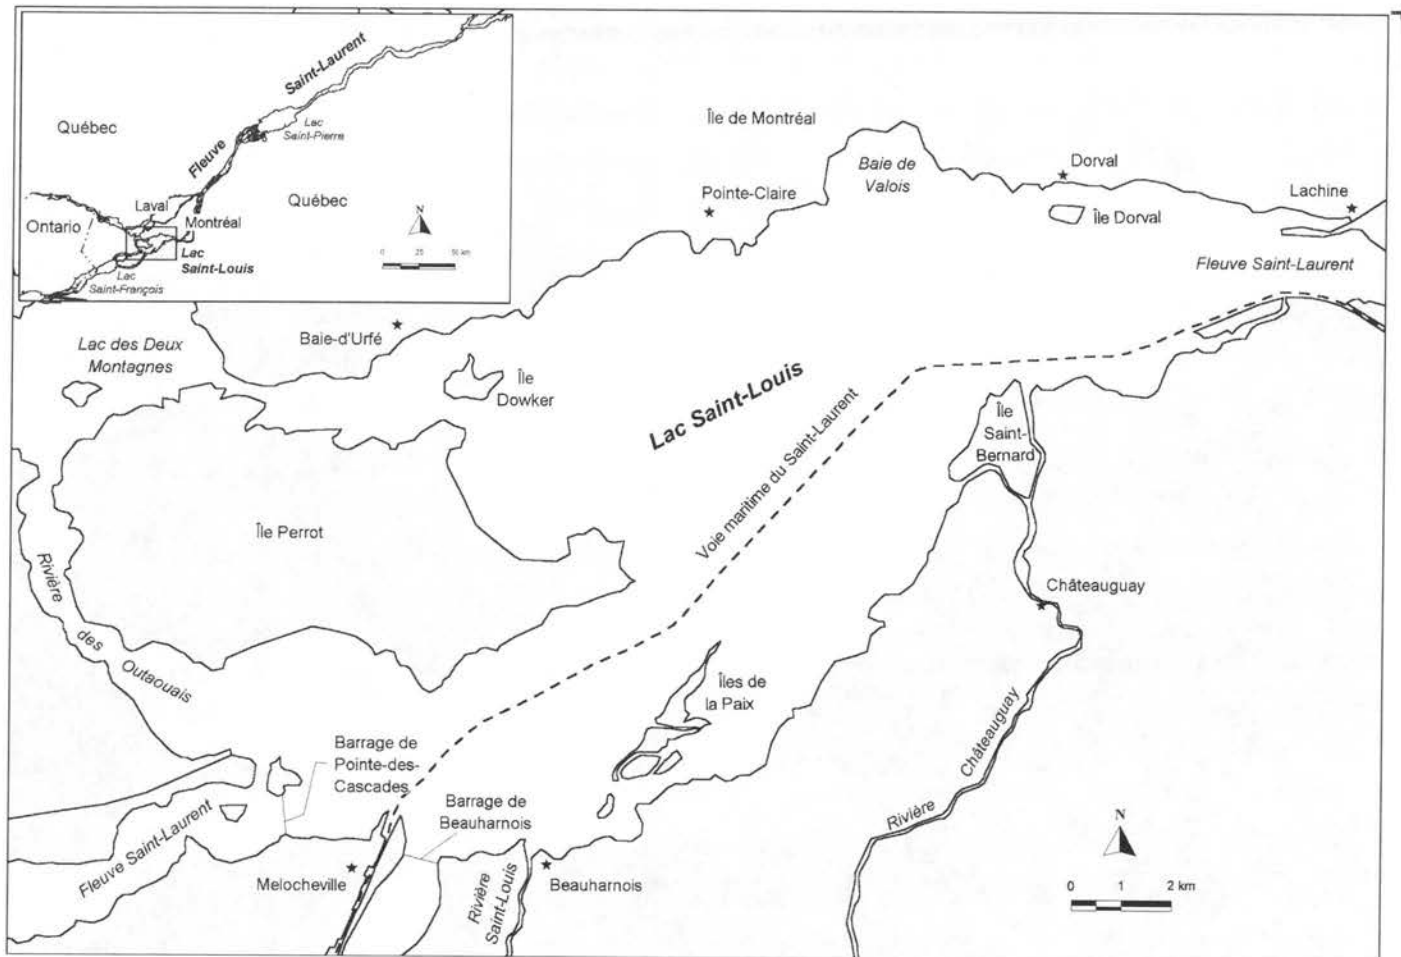 Saint-Laurent
Fleuve
Lac
Saint-Pierre
Québec
Québec
Laval
Ontario
Montréal
Lac
Saint-Louis
Lac
Saint-François
N
0 25 50 km
Île de Montréal
Baie de
Valois
Dorval
Pointe-Claire
Lachine
Île Dorval
Fleuve Saint-Laurent
Lac des Deux
Montagnes
Baie-d'Urfé
Île
Dowker
Lac Saint-Louis
Voie maritime du Saint-Laurent
Île
Saint-
Bernard
Île Perrot
Rivière
des
Outaouais
Châteauguay
Îles de
la Paix
Rivière
Châteauguay
Barrage de
Pointe-des-
Cascades
Barrage de
Beauharnois
Fleuve Saint-Laurent
Melocheville
Rivière
Saint-Louis
Beauharnois
N
0 1 2 km